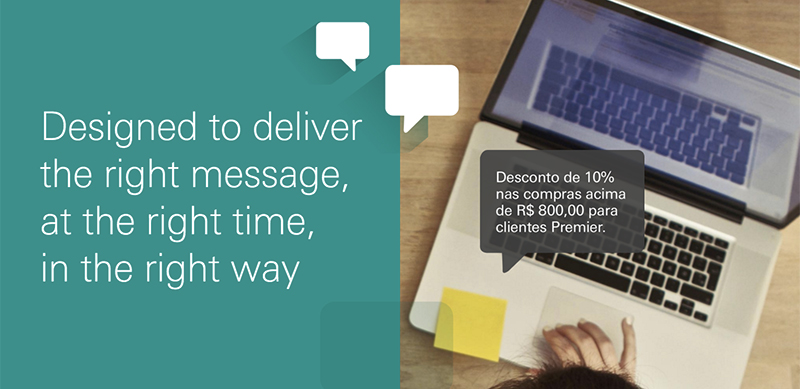 Designed to deliver
the right message,
at the right time,
in the right way
Desconto de 10%
nas compras acima
de R$ 800,00 para
clientes Premier.